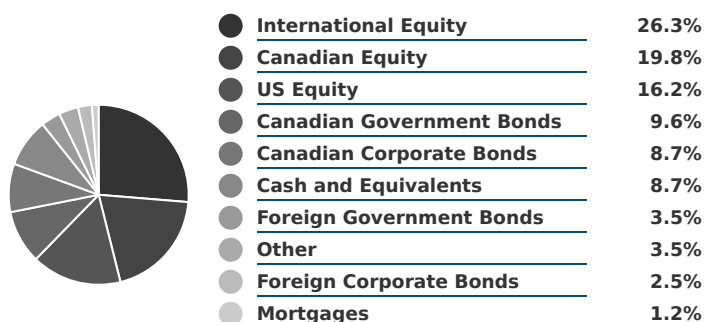 International Equity 26.3%
Canadian Equity 19.8%
US Equity 16.2%
Canadian Government Bonds 9.6%
Canadian Corporate Bonds 8.7%
Cash and Equivalents 8.7%
Foreign Government Bonds 3.5%
Other 3.5%
Foreign Corporate Bonds 2.5%
Mortgages 1.2%